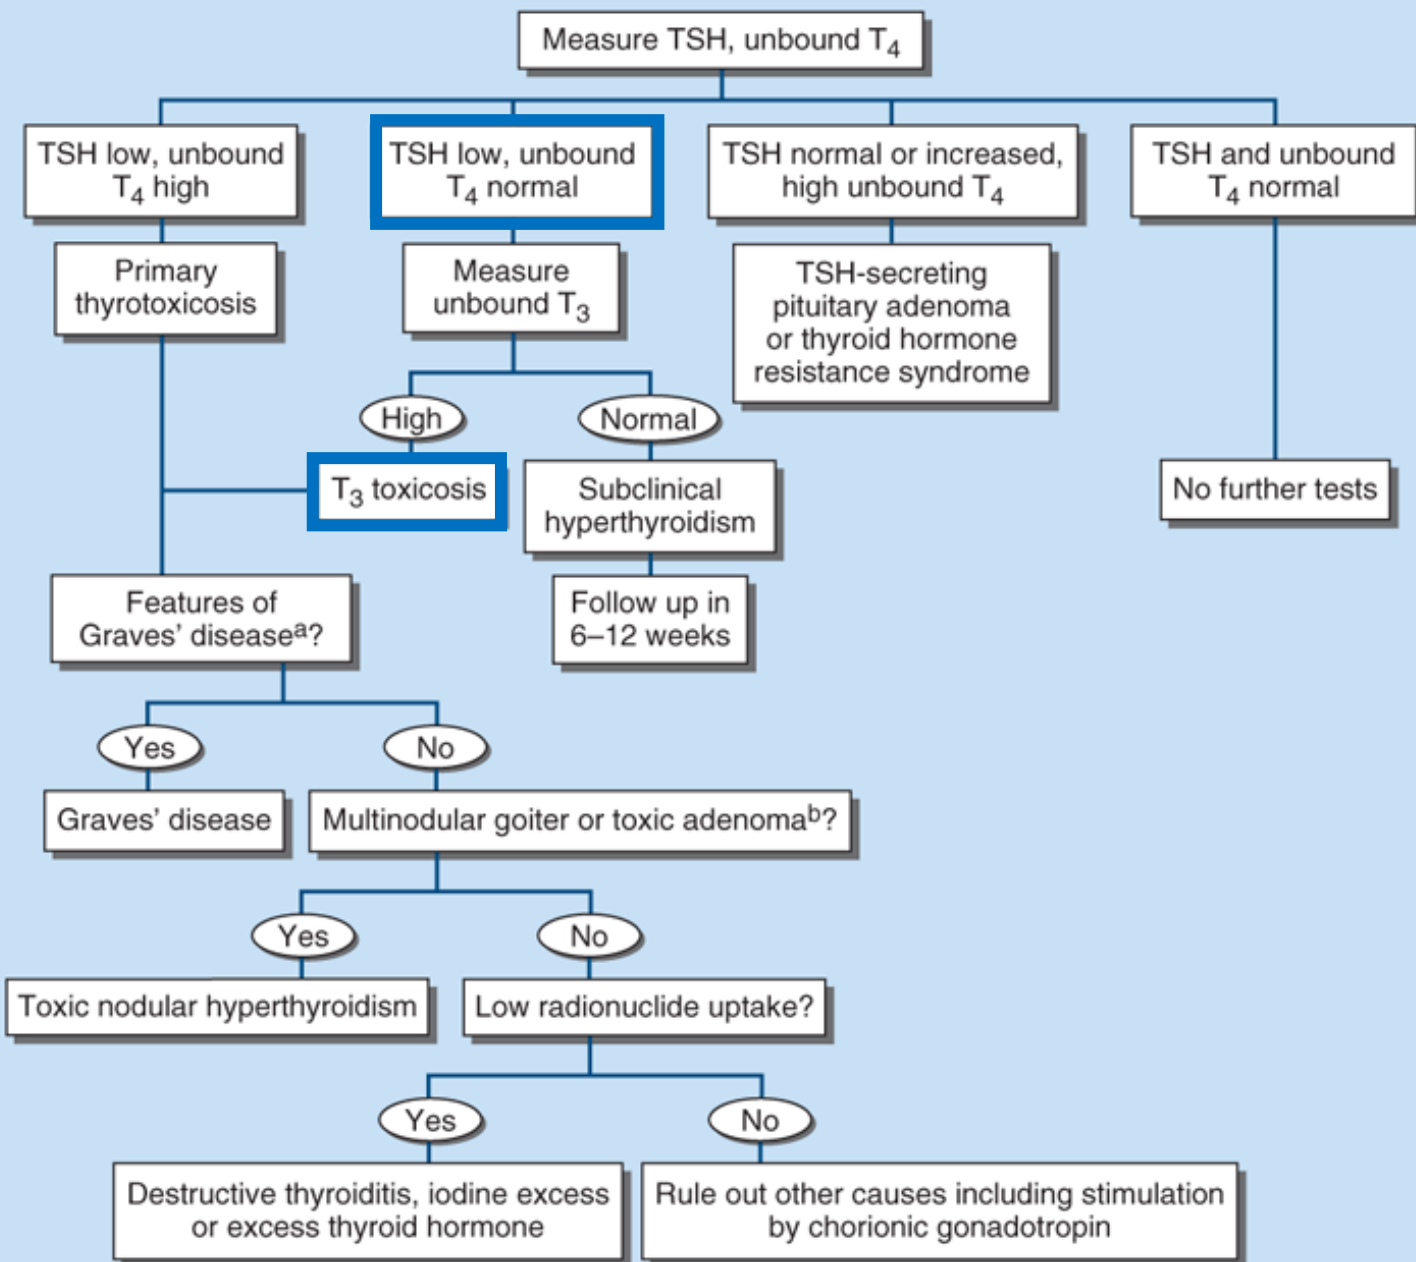 Measure TSH, unbound T4
TSH low, unbound
T4 high
TSH low, unbound
T4 normal
TSH normal or increased,
high unbound T4
TSH and unbound
T4 normal
Primary
thyrotoxicosis
Measure
unbound T3
TSH-secreting
pituitary adenoma
or thyroid hormone
resistance syndrome
High
Normal
T3 toxicosis
Subclinical
hyperthyroidism
No further tests
Features of
Graves’ diseasea?
Follow up in
6–12 weeks
Yes
No
Graves’ disease
Multinodular goiter or toxic adenomab?
Yes
No
Toxic nodular hyperthyroidism
Low radionuclide uptake?
Yes
No
Destructive thyroiditis, iodine excess
or excess thyroid hormone
Rule out other causes including stimulation
by chorionic gonadotropin